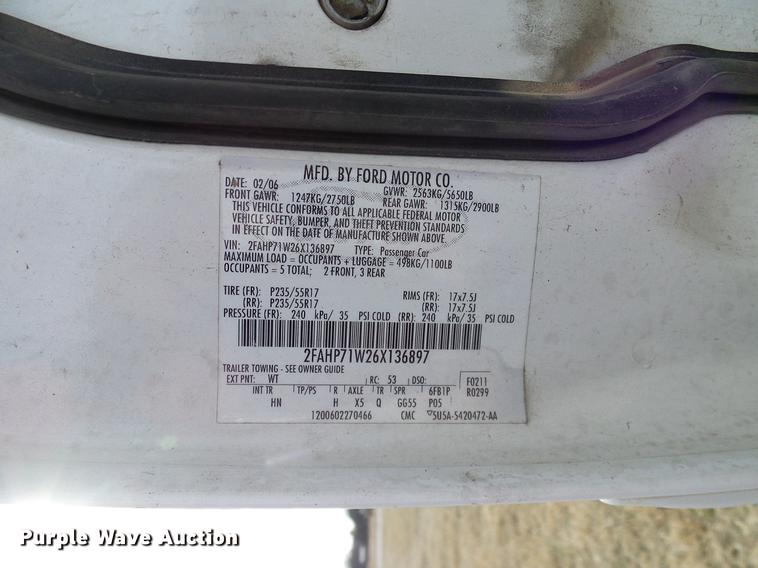 MFD. BY FORD MOTOR CO.
DATE: 02/06 GVWR: 2563KG/5650LB
FRONT GAWR: 1247KG/2750LB REAR GAWR: 1315KG/2900LB
THIS VEHICLE CONFORMS TO ALL APPLICABLE FEDERAL MOTOR
VEHICLE SAFETY, BUMPER, AND THEFT PREVENTION STANDARDS
IN EFFECT ON THE DATE OF MANUFACTURE SHOWN ABOVE.
VIN: 2FAHP71W26X136897 TYPE: Passenger Car
MAXIMUM LOAD = OCCUPANTS + LUGGAGE = 498KG/1100LB
OCCUPANTS = 5 TOTAL; 2 FRONT, 3 REAR
TIRE (FR): P235/55R17 RIMS (FR): 17x7.5J
(RR): P235/55R17 (RR): 17x7.5J
PRESSURE (FR): 240 kPa/ 35 PSI COLD (RR): 240 kPa/ 35 PSI COLD
2FAHP71W26X136897
TRAILER TOWING - SEE OWNER GUIDE
EXT PNT: WT RC: 53 DSO: F0211
INT TR TP/PS R AXLE TR SPR 6FB1P R0299
HN H X5 Q GG55 P05
1200602270466 CMC 5U5A-5420472-AA
Purple Wave Auction